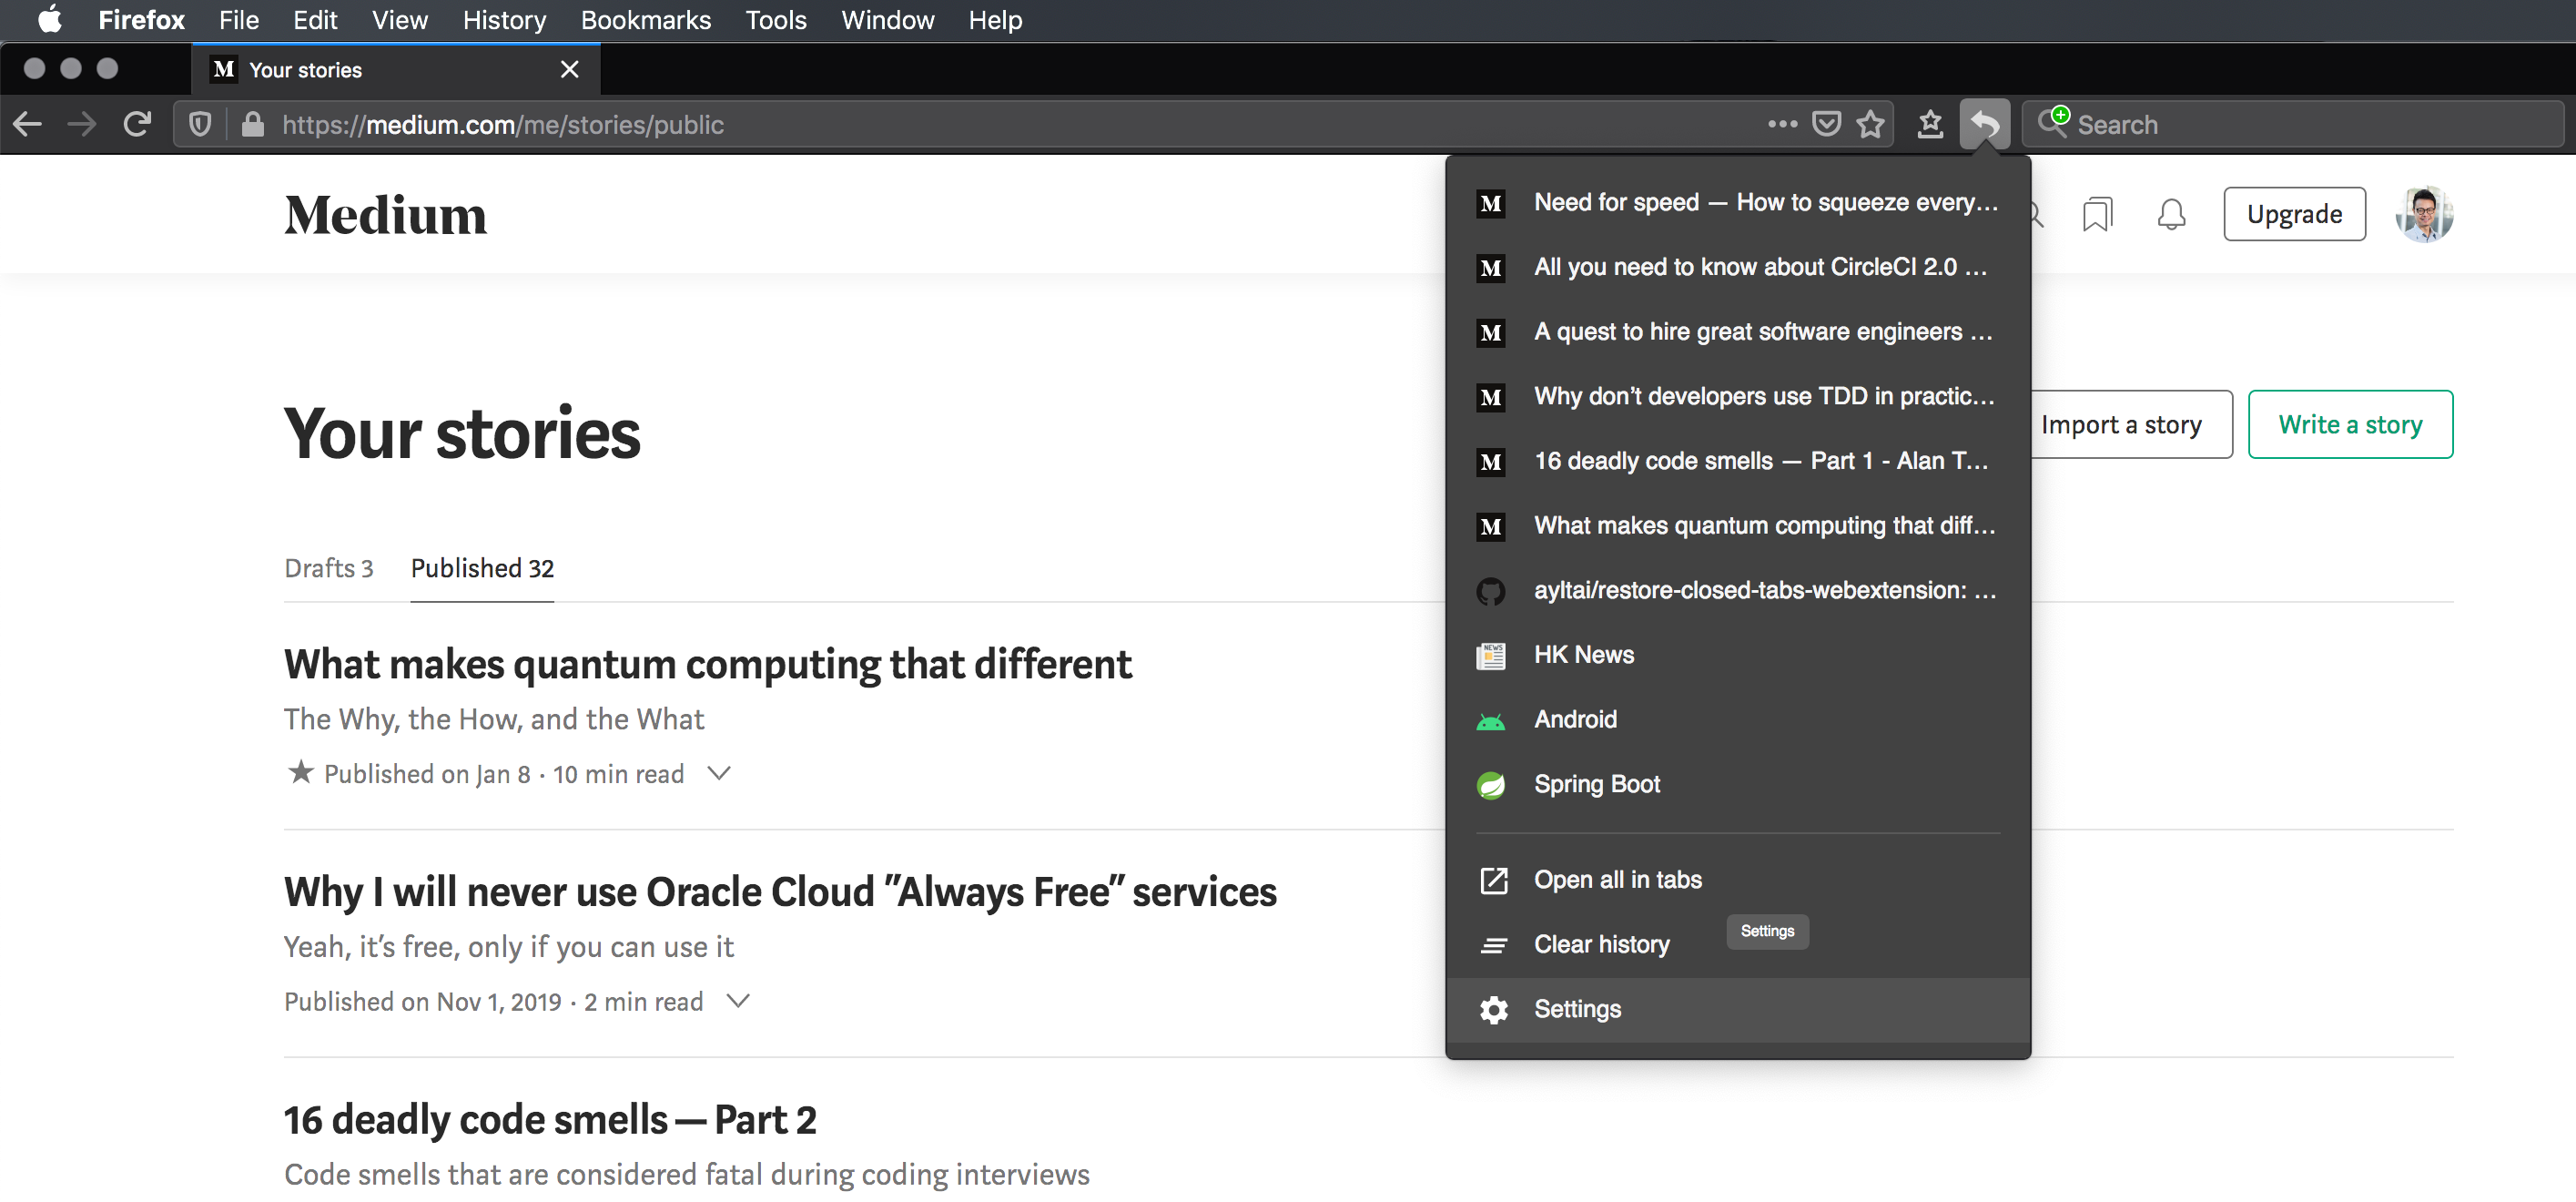 Firefox File Edit View History Bookmarks Tools Window Help
M Your stories
https://medium.com/me/stories/public
Search
Medium
Upgrade
Your stories
Import a story
Write a story
Drafts 3 Published 32
What makes quantum computing that different
The Why, the How, and the What
Published on Jan 8 · 10 min read
Why I will never use Oracle Cloud ”Always Free” services
Yeah, it’s free, only if you can use it
Published on Nov 1, 2019 · 2 min read
16 deadly code smells — Part 2
Code smells that are considered fatal during coding interviews
M Need for speed — How to squeeze every…
M All you need to know about CircleCI 2.0 …
M A quest to hire great software engineers …
M Why don’t developers use TDD in practic…
M 16 deadly code smells — Part 1 - Alan T…
M What makes quantum computing that diff…
ayltai/restore-closed-tabs-webextension: …
NEWS HK News
Android
Spring Boot
Open all in tabs
Clear history
Settings
Settings